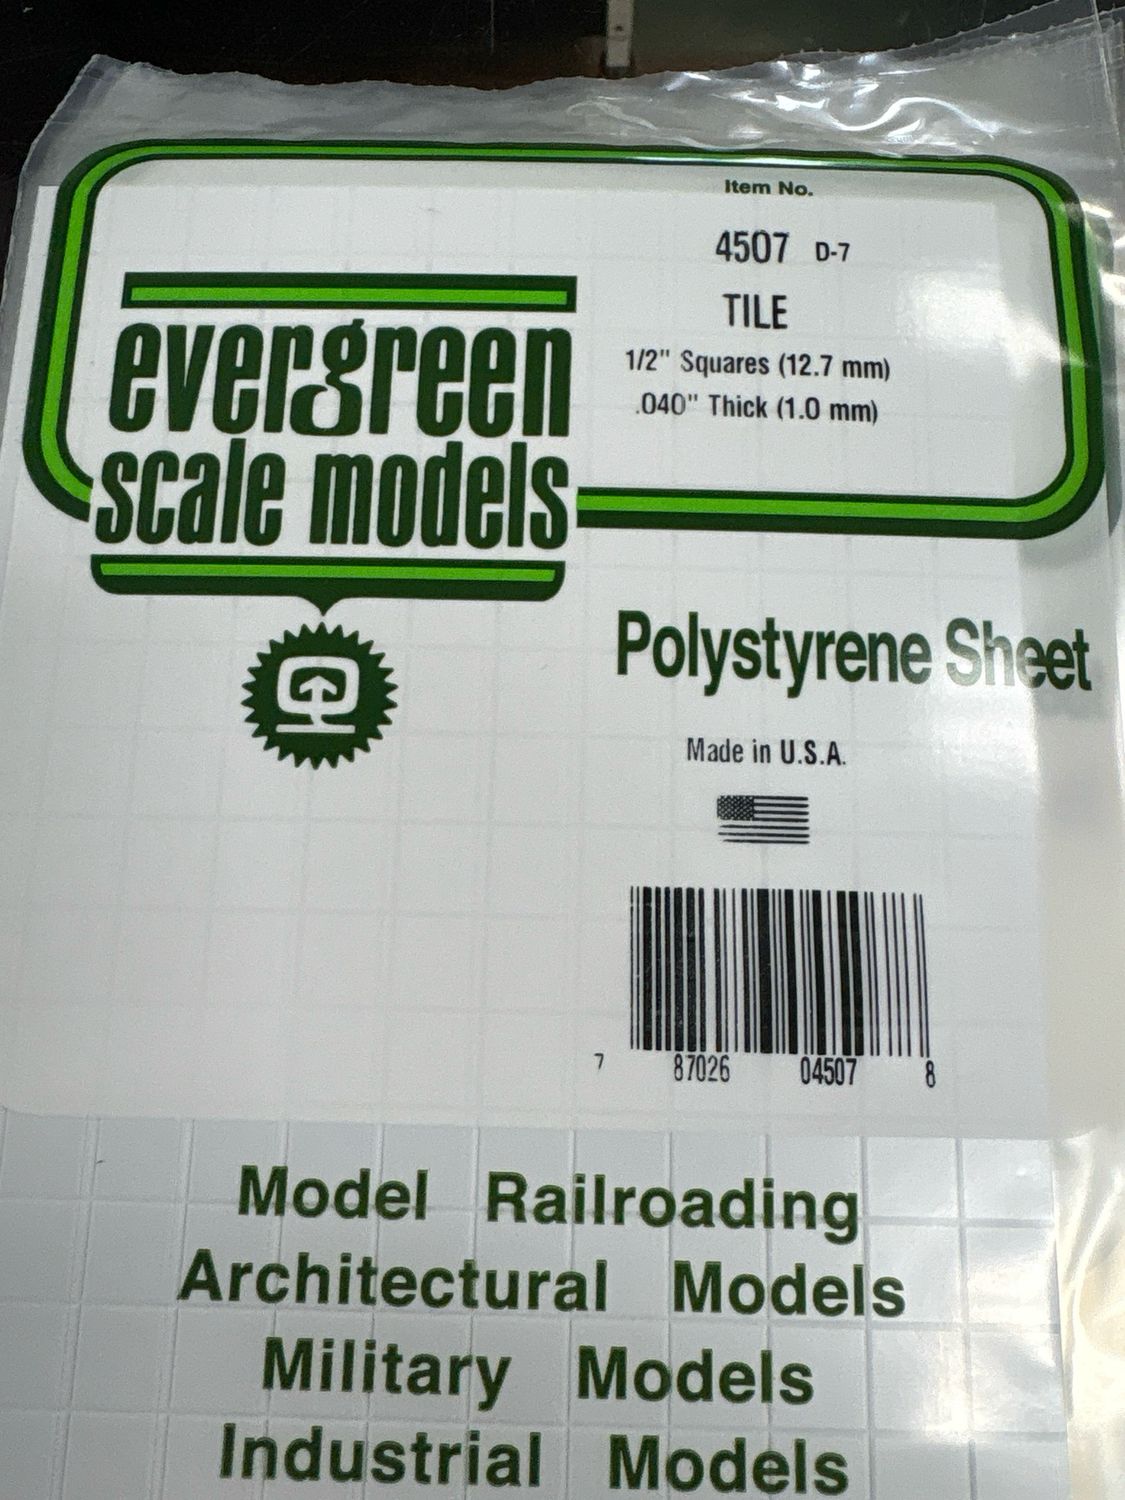 Item No.
4507 D-7
TILE
1/2" Squares (12.7 mm)
.040" Thick (1.0 mm)
evergreen
scale models
Polystyrene Sheet
Made in U.S.A.
7 87026 04507 8
Model Railroading
Architectural Models
Military Models
Industrial Models